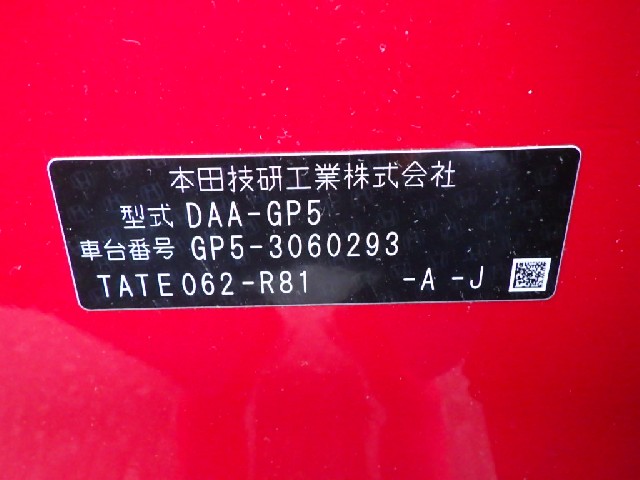 本田技研工業株式会社
型式 DAA-GP5
車台番号 GP5-3060293
TATE062-R81 -A -J